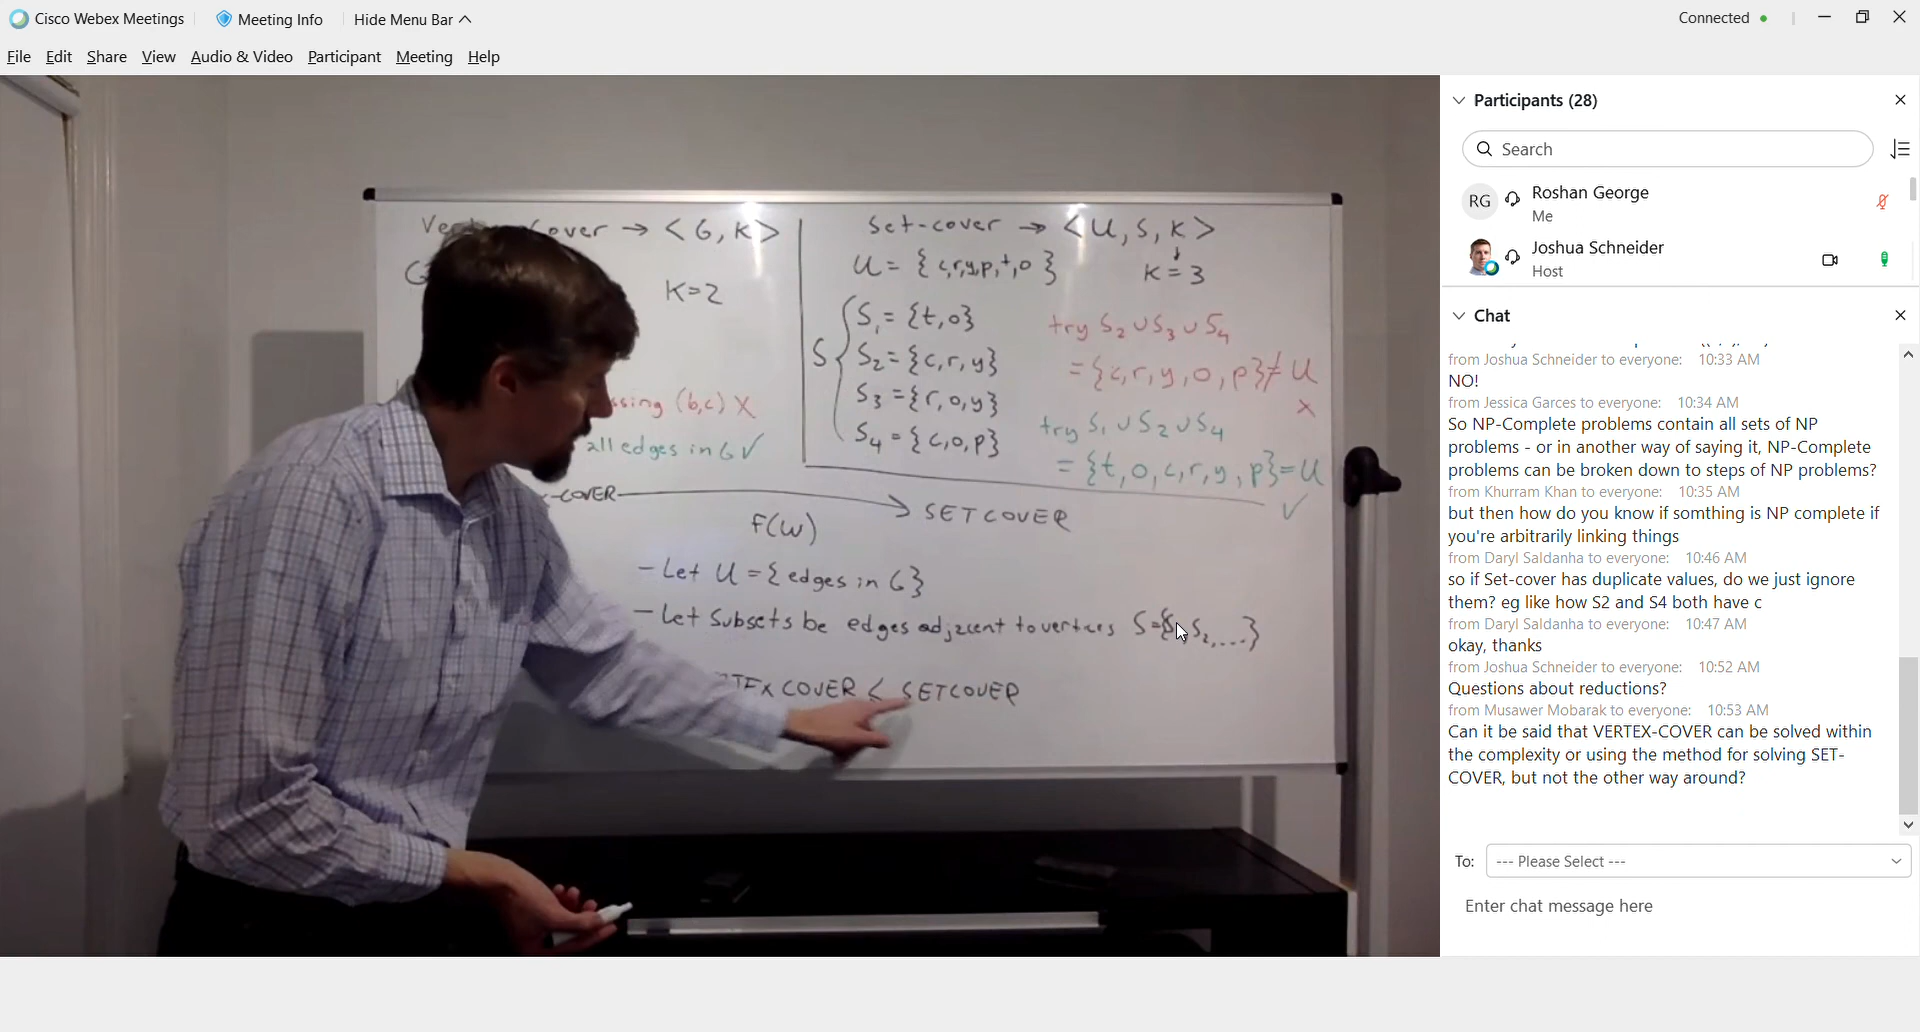 Cisco Webex Meetings
Meeting Info
Hide Menu Bar
Connected
File Edit Share View Audio & Video Participant Meeting Help
Cover → <G, K>
K=2
(b,c) X
all edges in G ✓
Set-cover → <U, S, K>
U = { c,r,y,p,t,o }
K = 3
S
S₁ = {t,o}
S₂ = {c,r,y}
S₃ = {r,o,y}
S₄ = {c,o,p}
try S₂ ∪ S₃ ∪ S₄
= {c,r,y,o,p} ≠ U
X
try S₁ ∪ S₂ ∪ S₄
= {t,o,c,r,y,p} = U
✓
-COVER → SETCOVER
F(w)
- Let U = {edges in G}
- Let Subsets be edges adjacent to vertices S={S, S₂,....}
COVER < SETCOVER
Participants (28)
Search
RG
Roshan George
Me
Joshua Schneider
Host
Chat
from Joshua Schneider to everyone: 10:33 AM
NO!
from Jessica Garces to everyone: 10:34 AM
So NP-Complete problems contain all sets of NP
problems - or in another way of saying it, NP-Complete
problems can be broken down to steps of NP problems?
from Khurram Khan to everyone: 10:35 AM
but then how do you know if somthing is NP complete if
you're arbitrarily linking things
from Daryl Saldanha to everyone: 10:46 AM
so if Set-cover has duplicate values, do we just ignore
them? eg like how S2 and S4 both have c
from Daryl Saldanha to everyone: 10:47 AM
okay, thanks
from Joshua Schneider to everyone: 10:52 AM
Questions about reductions?
from Musawer Mobarak to everyone: 10:53 AM
Can it be said that VERTEX-COVER can be solved within
the complexity or using the method for solving SET-
COVER, but not the other way around?
To: --- Please Select ---
Enter chat message here